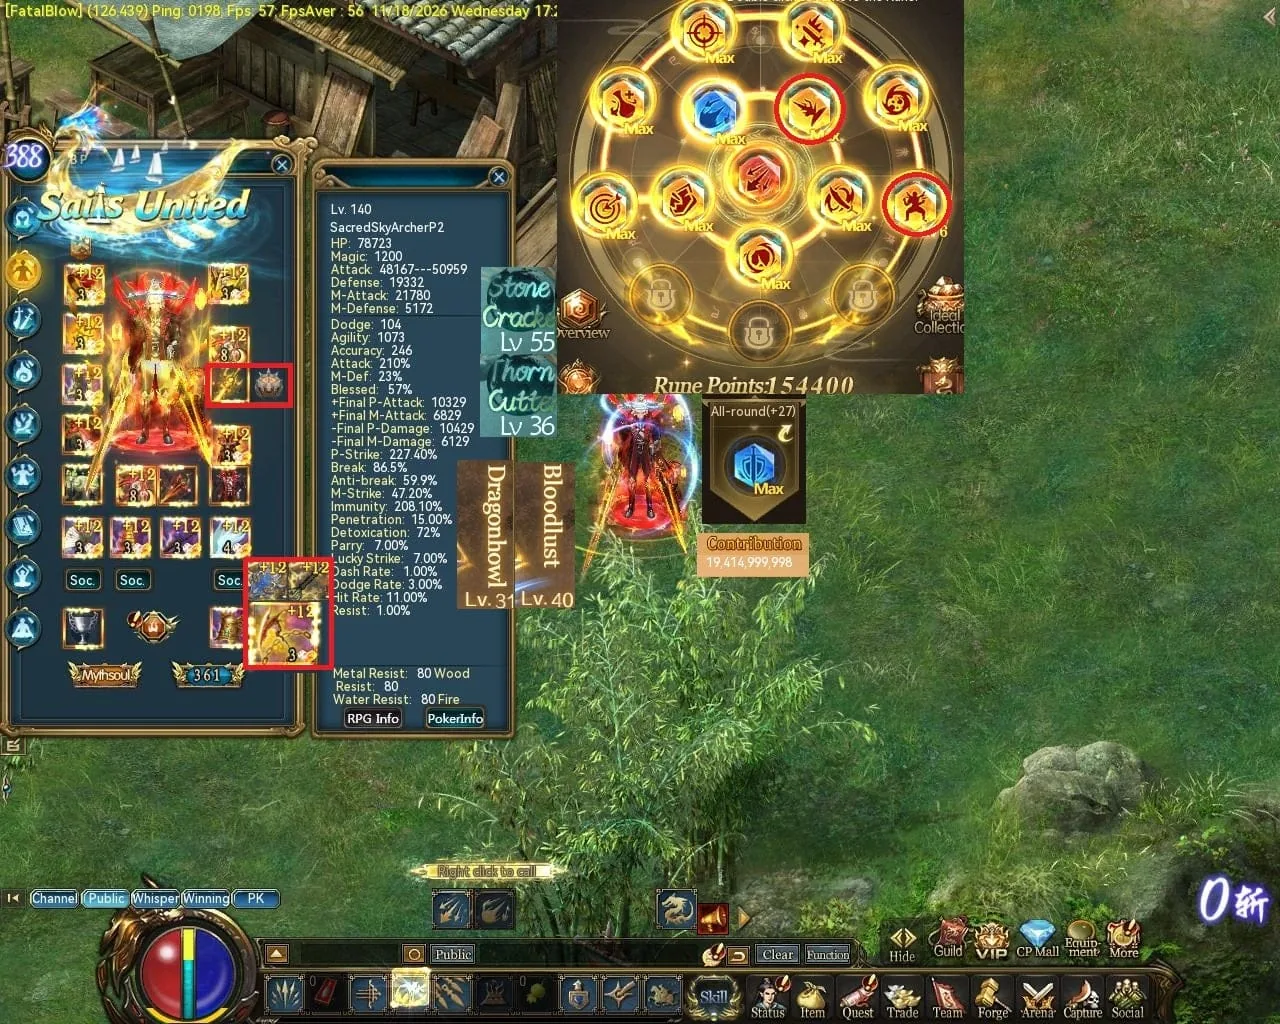 [FatalBlow] (126,439) Ping: 0198, Fps 57, FpsAver : 56 11/18/2026 Wednesday 17:2
Max
Max
Max
Max
Max
Max
Max
Max
Max
Max
6
Overview
Ideal
Collectio
Rune Points:154400
388
BP
Sails United
Soc.
Soc.
Soc.
Mythsoul
361
Lv. 140
SacredSkyArcherP2
HP: 78723
Magic: 1200
Attack: 48167---50959
Defense: 19332
M-Attack: 21780
M-Defense: 5172
Dodge: 104
Agility: 1073
Accuracy: 246
Attack: 210%
M-Def: 23%
Blessed: 57%
+Final P-Attack: 10329
+Final M-Attack: 6829
-Final P-Damage: 10429
-Final M-Damage: 6129
P-Strike: 227.40%
Break: 86.5%
Anti-break: 59.9%
M-Strike: 47.20%
Immunity: 208.10%
Penetration: 15.00%
Detoxication: 72%
Parry: 7.00%
Lucky Strike: 7.00%
Dash Rate: 1.00%
Dodge Rate: 3.00%
Hit Rate: 11.00%
Resist: 1.00%
Metal Resist: 80 Wood
Resist: 80
Water Resist: 80 Fire
RPG Info
PokerInfo
Stone
Crack
Lv 55
Thorn
Cutte
Lv 36
Dragonhowl
Lv. 31
Bloodlust
Lv. 40
All-round(+27)
Max
Contribution
19,414,999,998
Right click to call
Channel Public Whisper Winning PK
0斩
Public
Clear Function
Hide Guild VIP CP Mall Equip-
ment More
Skill Status Item Quest Trade Team Forge Arena Capture Social